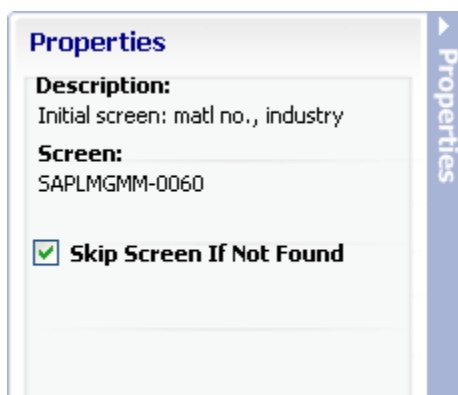 Properties
Description:
Initial screen: matl no., industry
Screen:
SAPLMGMM-0060
Skip Screen If Not Found
Properties